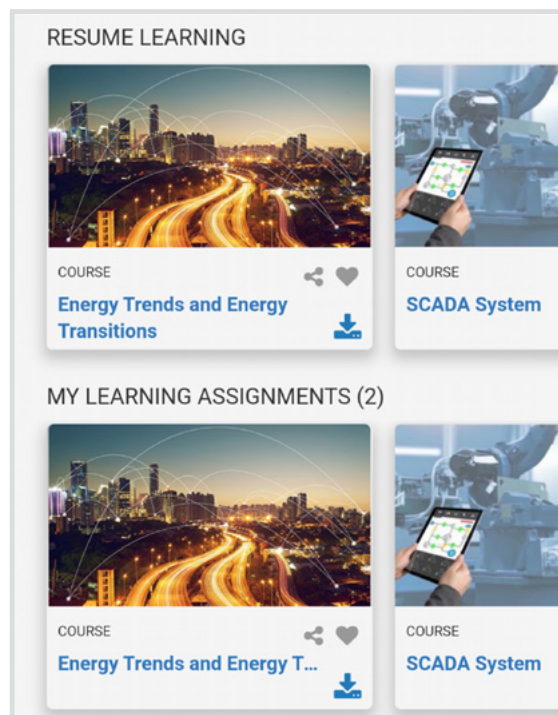 RESUME LEARNING
COURSE
Energy Trends and Energy
Transitions
COURSE
SCADA System
MY LEARNING ASSIGNMENTS (2)
COURSE
Energy Trends and Energy T...
COURSE
SCADA System